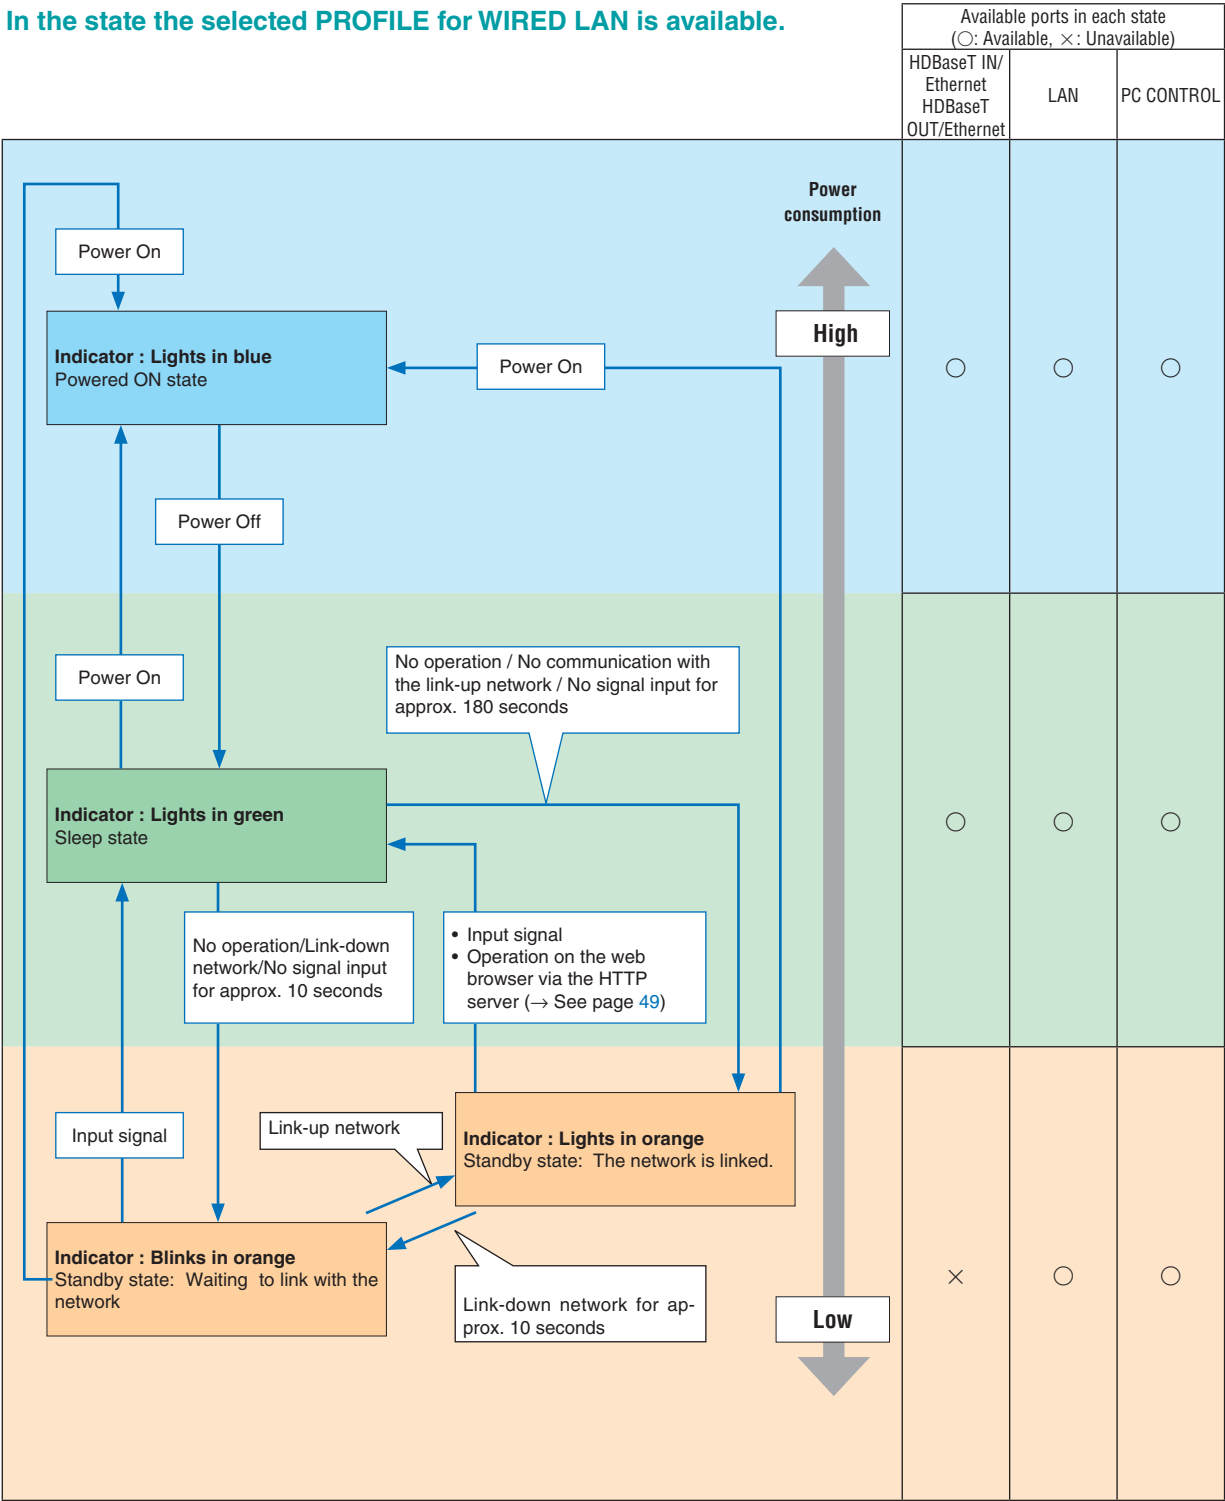 In the state the selected PROFILE for WIRED LAN is available.
Available ports in each state
(○: Available, ×: Unavailable)
HDBaseT IN/
Ethernet
HDBaseT
OUT/Ethernet
LAN
PC CONTROL
Power
consumption
Power On
High
Indicator : Lights in blue
Powered ON state
Power On
○ ○ ○
Power Off
Power On
No operation / No communication with
the link-up network / No signal input for
approx. 180 seconds
Indicator : Lights in green
Sleep state
○ ○ ○
No operation/Link-down
network/No signal input
for approx. 10 seconds
• Input signal
• Operation on the web
browser via the HTTP
server (→ See page 49)
Input signal
Link-up network
Indicator : Lights in orange
Standby state: The network is linked.
Indicator : Blinks in orange
Standby state: Waiting to link with the
network
Link-down network for ap-
prox. 10 seconds
Low
× ○ ○